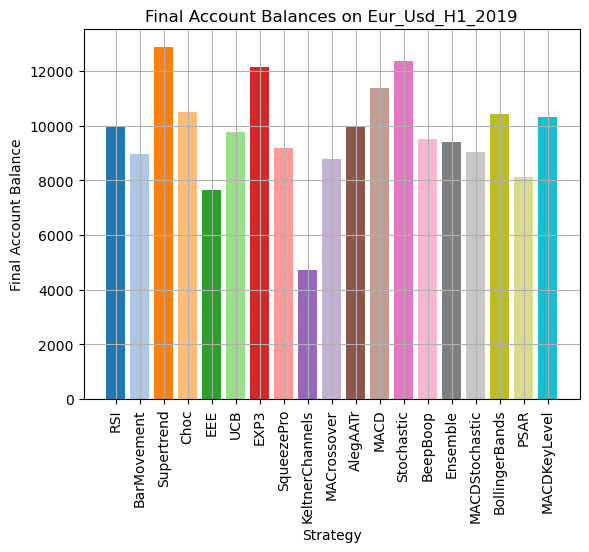 Final Account Balances on Eur_Usd_H1_2019
Final Account Balance
12000
10000
8000
6000
4000
2000
0
RSI
BarMovement
Supertrend
Choc
EEE
UCB
EXP3
SqueezePro
KeltnerChannels
MACrossover
AlegAATr
MACD
Stochastic
BeepBoop
Ensemble
MACDStochastic
BollingerBands
PSAR
MACDKeyLevel
Strategy